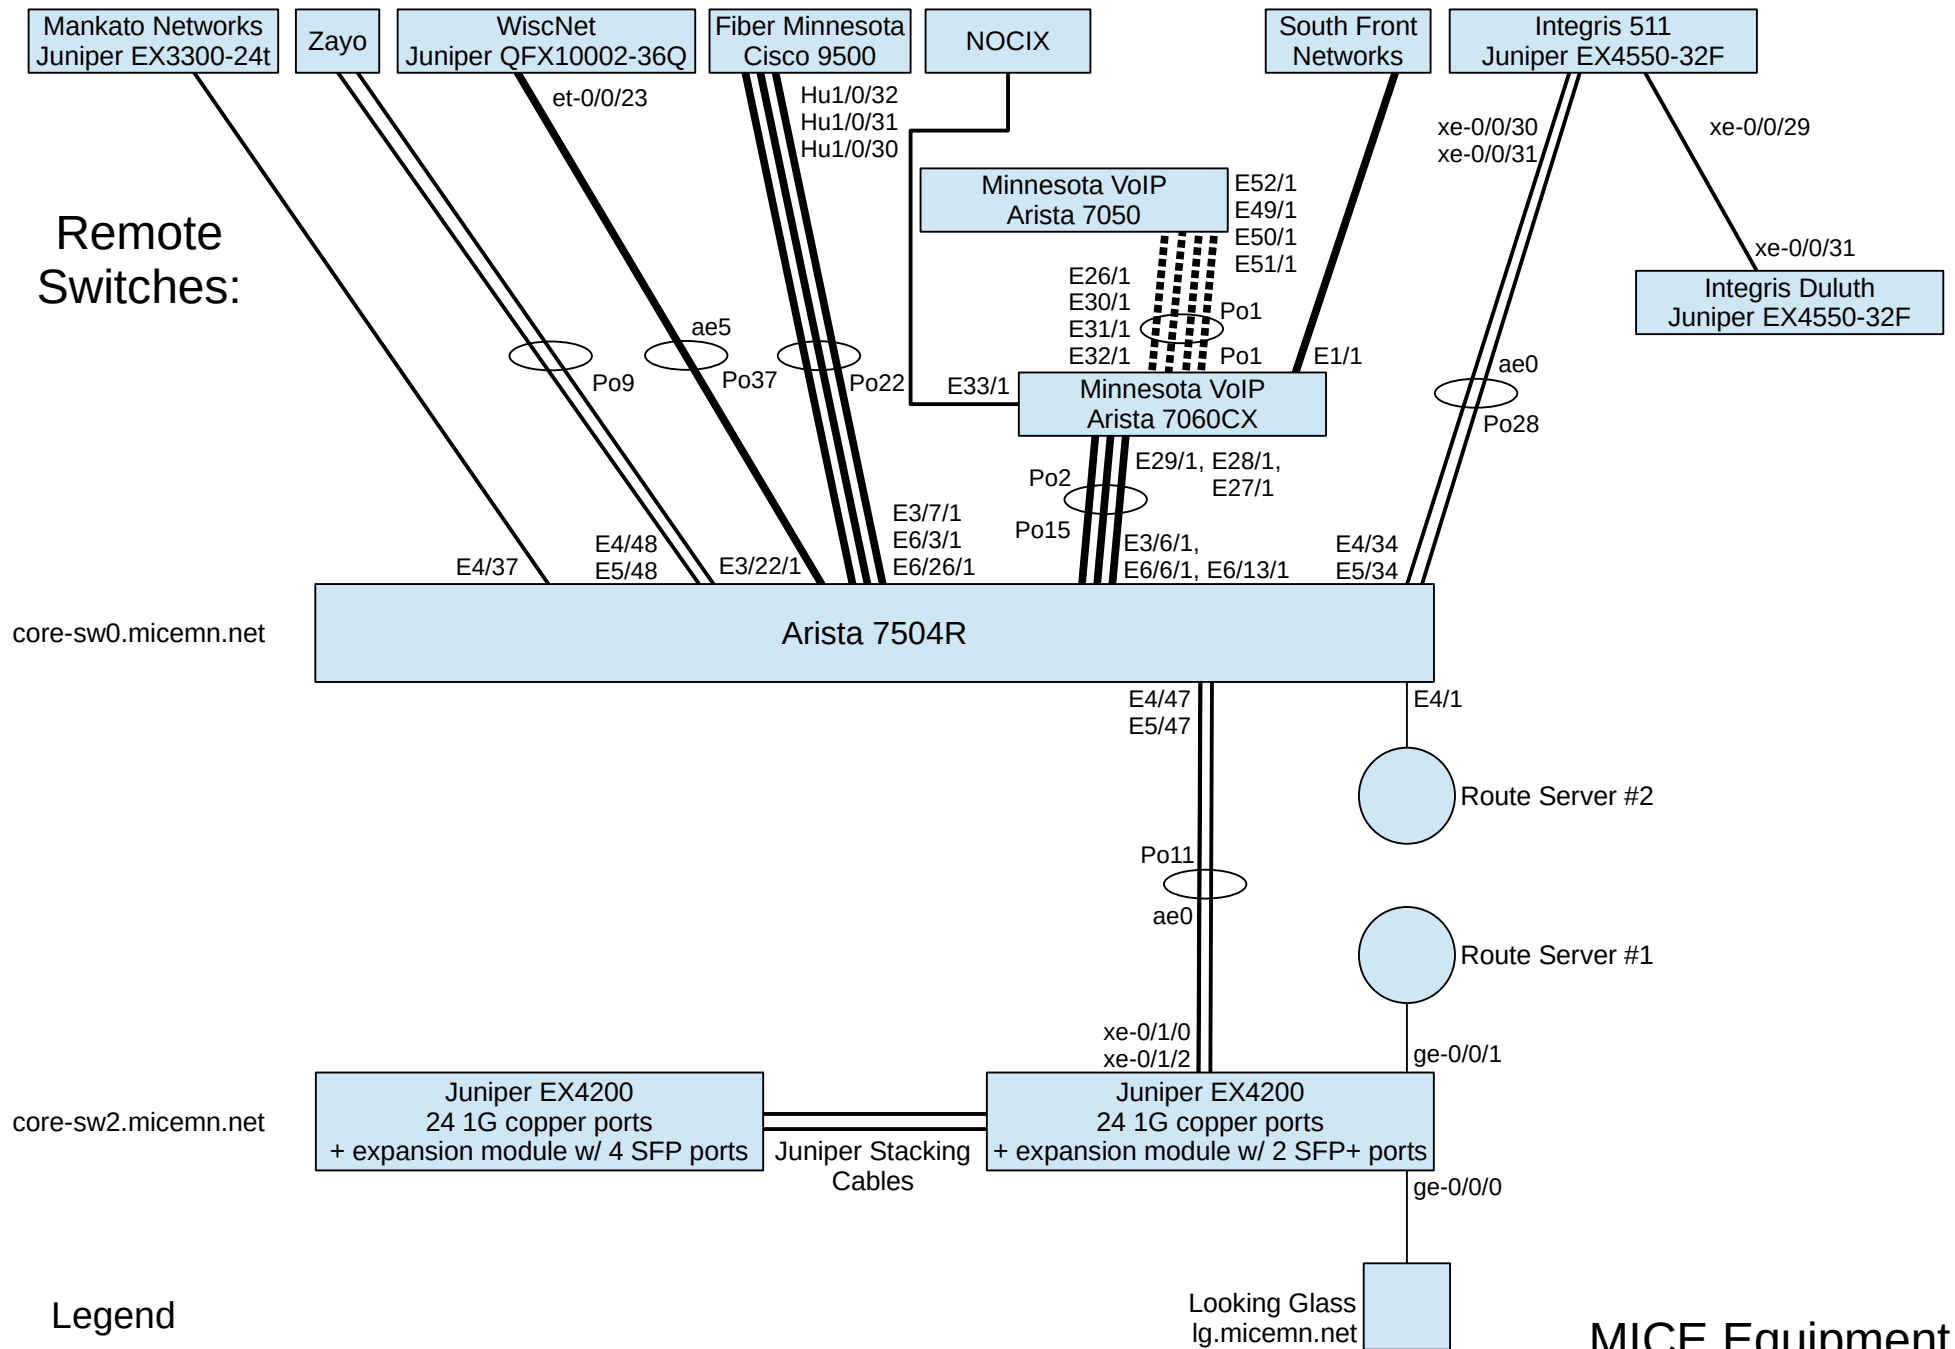 Mankato Networks
Juniper EX3300-24t
Zayo
WiscNet
Juniper QFX10002-36Q
Fiber Minnesota
Cisco 9500
NOCIX
South Front
Networks
Integris 511
Juniper EX4550-32F
et-0/0/23
Hu1/0/32
Hu1/0/31
Hu1/0/30
xe-0/0/30
xe-0/0/31
xe-0/0/29
Minnesota VoIP
Arista 7050
E52/1
E49/1
E50/1
E51/1
Remote
Switches:
xe-0/0/31
Integris Duluth
Juniper EX4550-32F
E26/1
E30/1
E31/1
E32/1
Po1
Po1
E1/1
ae5
Po9
Po37
Po22
E33/1
Minnesota VoIP
Arista 7060CX
ae0
Po28
E29/1, E28/1,
E27/1
Po2
Po15
E4/37
E4/48
E5/48
E3/22/1
E3/7/1
E6/3/1
E6/26/1
E3/6/1,
E6/6/1, E6/13/1
E4/34
E5/34
core-sw0.micemn.net
Arista 7504R
E4/47
E5/47
E4/1
Route Server #2
Po11
ae0
Route Server #1
xe-0/1/0
xe-0/1/2
ge-0/0/1
core-sw2.micemn.net
Juniper EX4200
24 1G copper ports
+ expansion module w/ 4 SFP ports
Juniper Stacking
Cables
Juniper EX4200
24 1G copper ports
+ expansion module w/ 2 SFP+ ports
ge-0/0/0
Looking Glass
lg.micemn.net
Legend
MICE Equipment